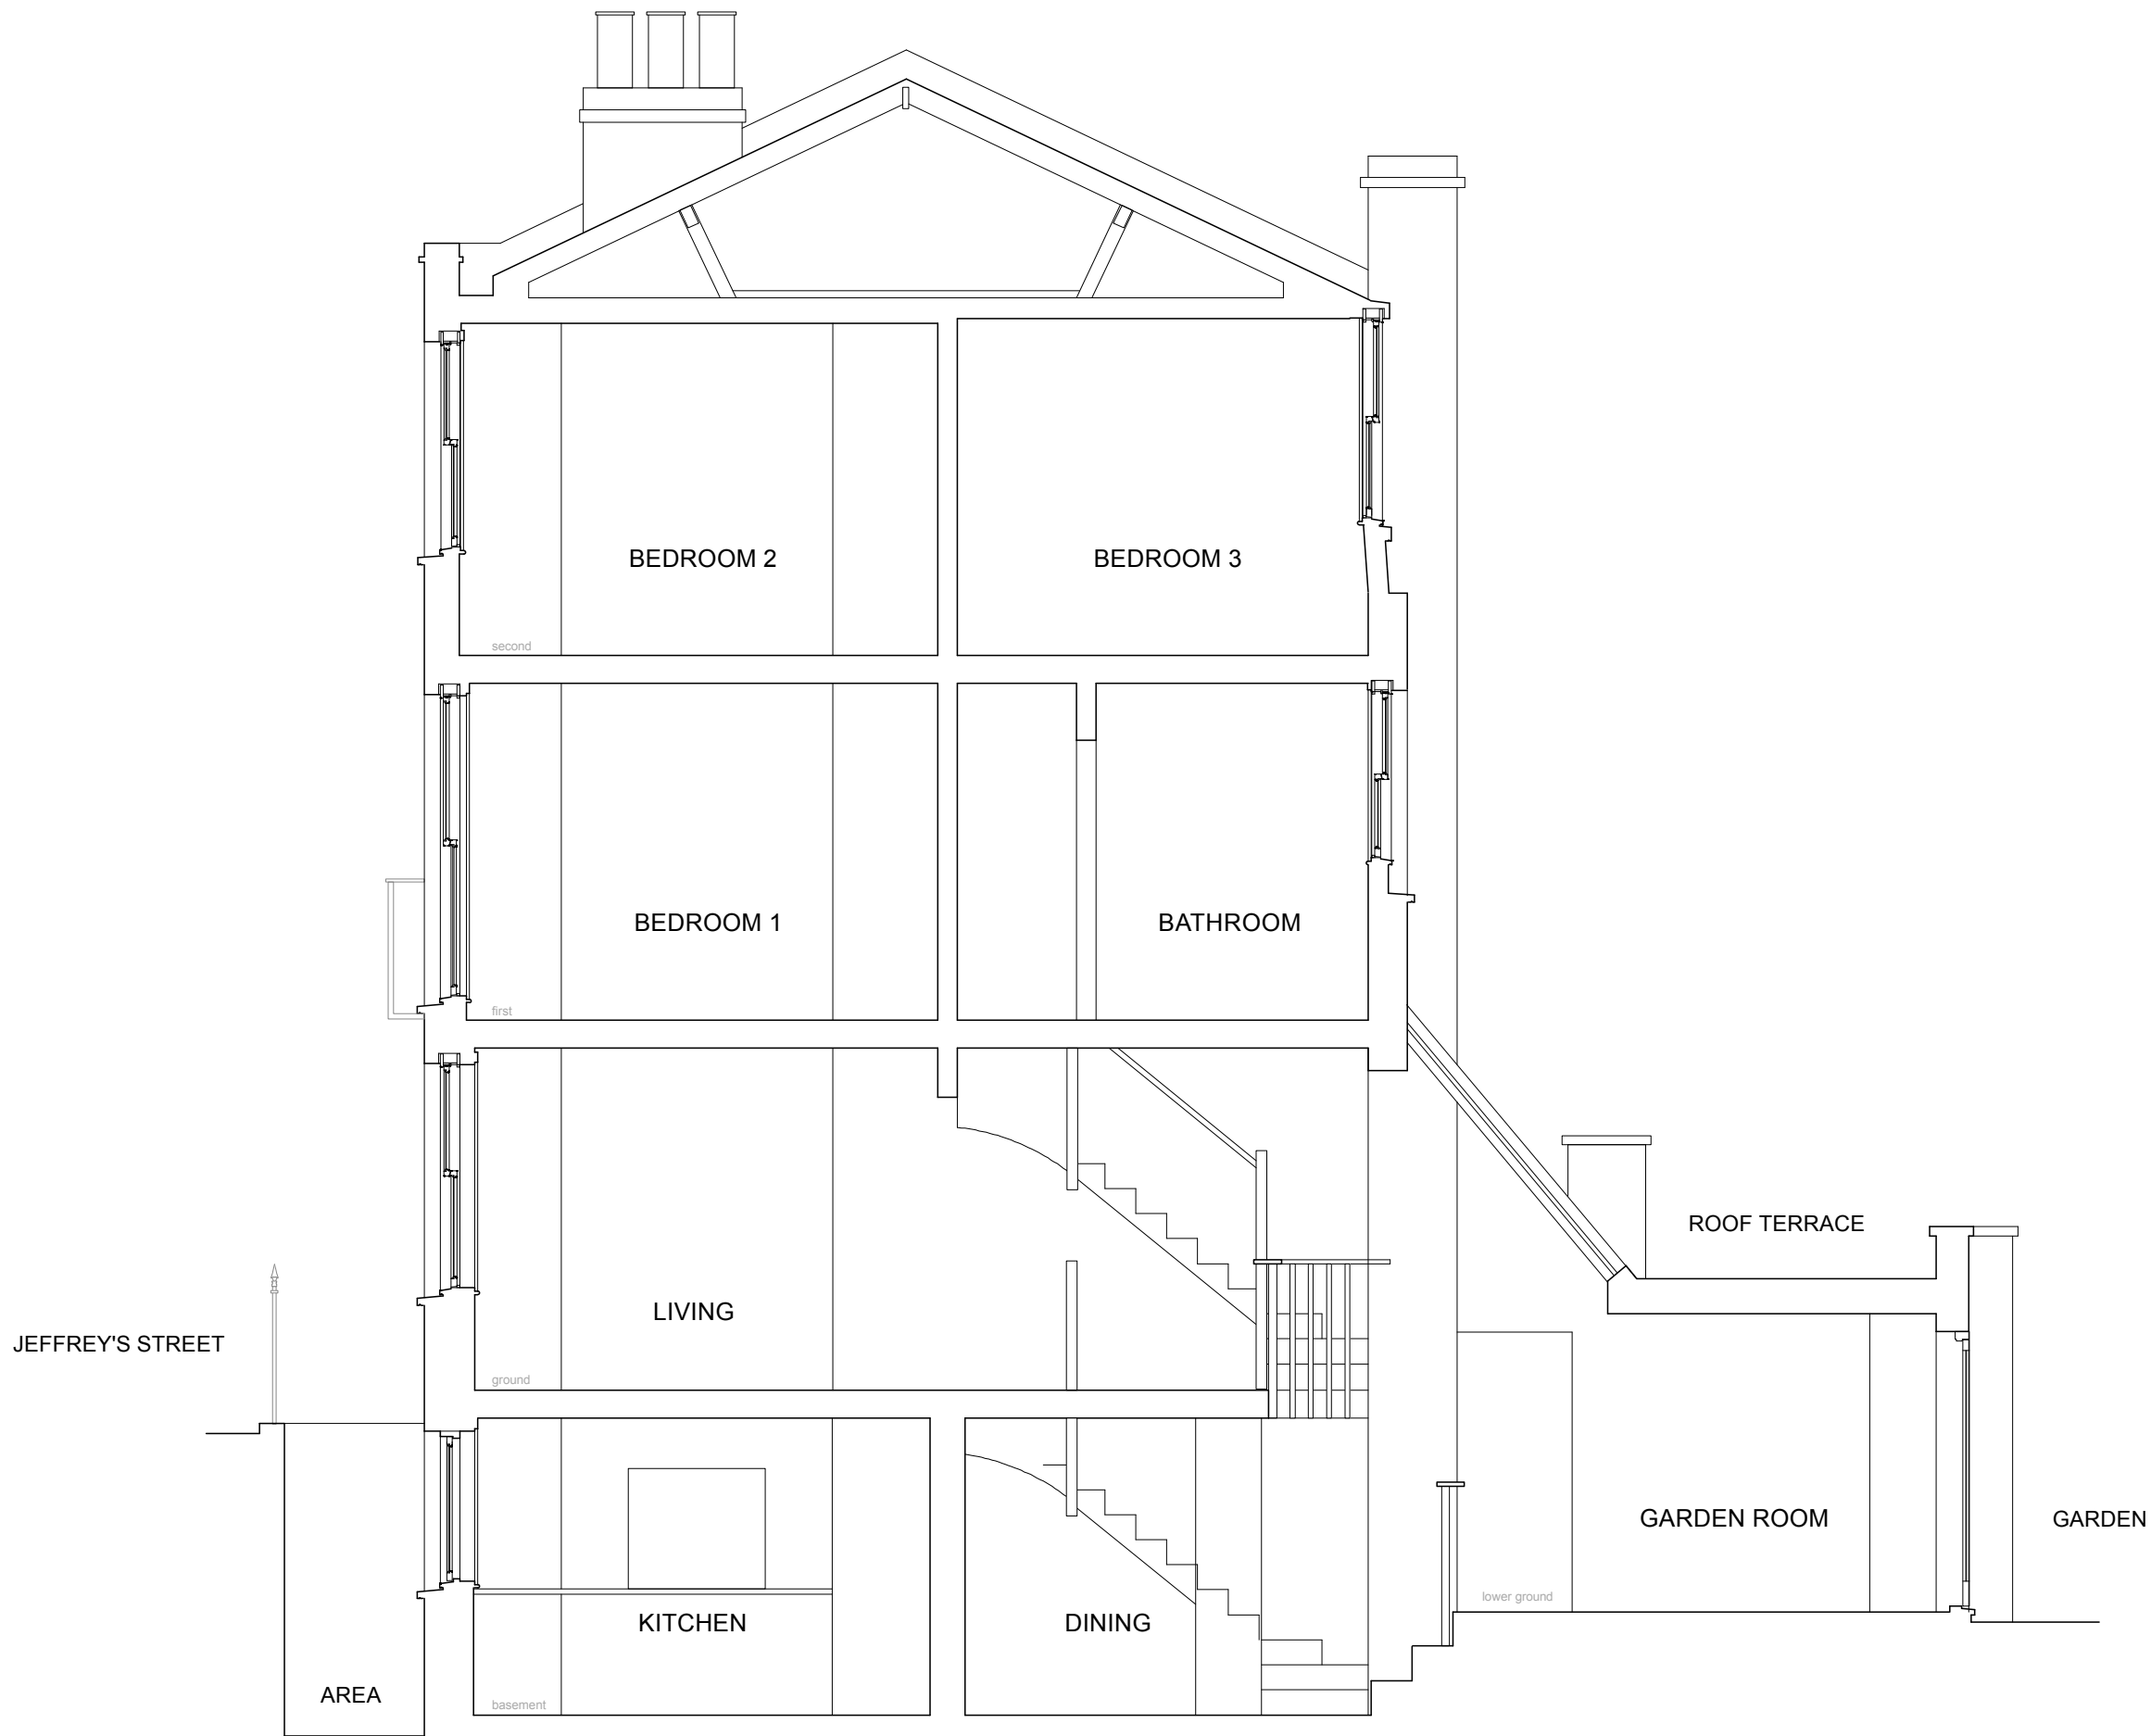 BEDROOM 2
BEDROOM 3
second
BEDROOM 1
BATHROOM
first
ROOF TERRACE
LIVING
JEFFREY'S STREET
ground
GARDEN ROOM
GARDEN
lower ground
KITCHEN
DINING
AREA
basement